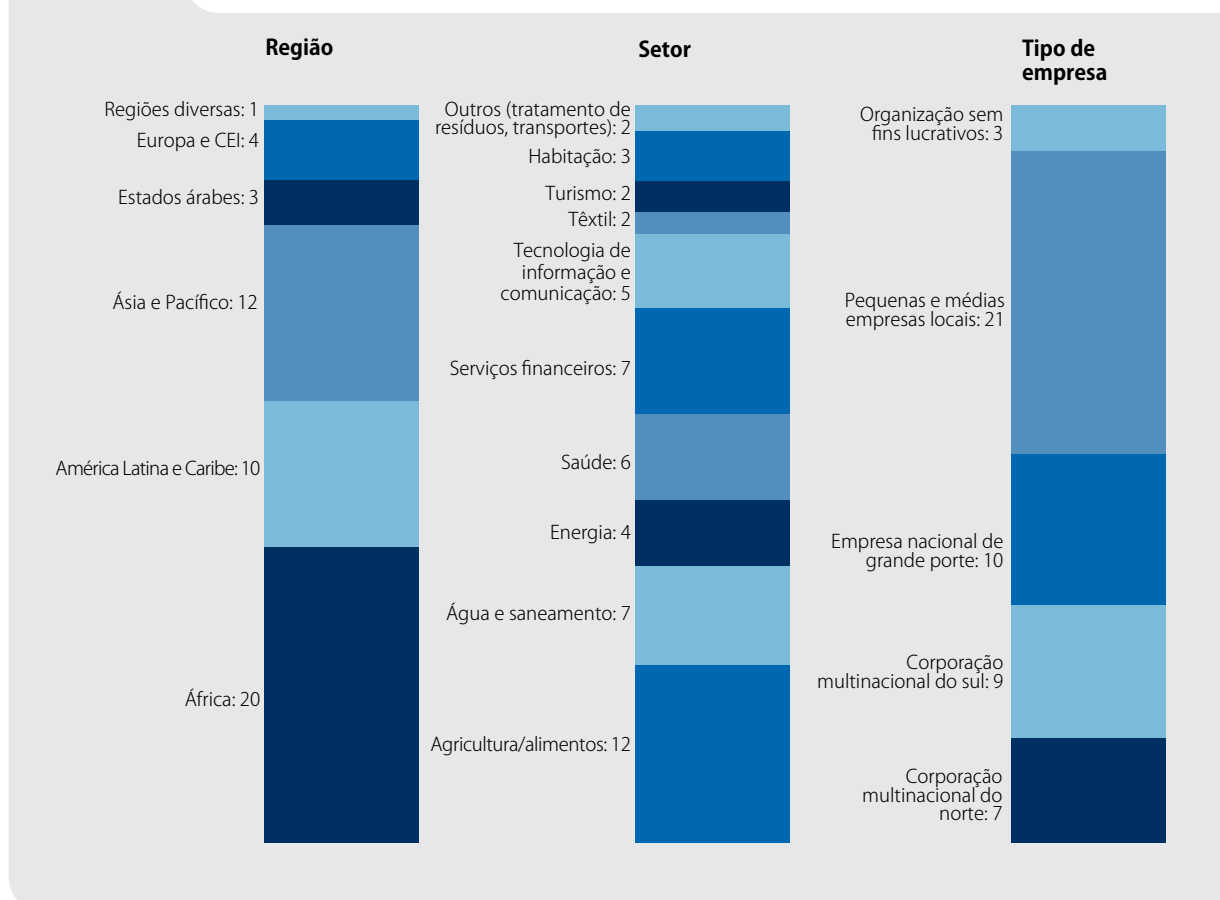 Região
Regiões diversas: 1
Europa e CEI: 4
Estados árabes: 3
Ásia e Pacífico: 12
América Latina e Caribe: 10
África: 20
Setor
Outros (tratamento de
resíduos, transportes): 2
Habitação: 3
Turismo: 2
Têxtil: 2
Tecnologia de
informação e
comunicação: 5
Serviços financeiros: 7
Saúde: 6
Energia: 4
Água e saneamento: 7
Agricultura/alimentos: 12
Tipo de
empresa
Organização sem
fins lucrativos: 3
Pequenas e médias
empresas locais: 21
Empresa nacional de
grande porte: 10
Corporação
multinacional do sul: 9
Corporação
multinacional do
norte: 7